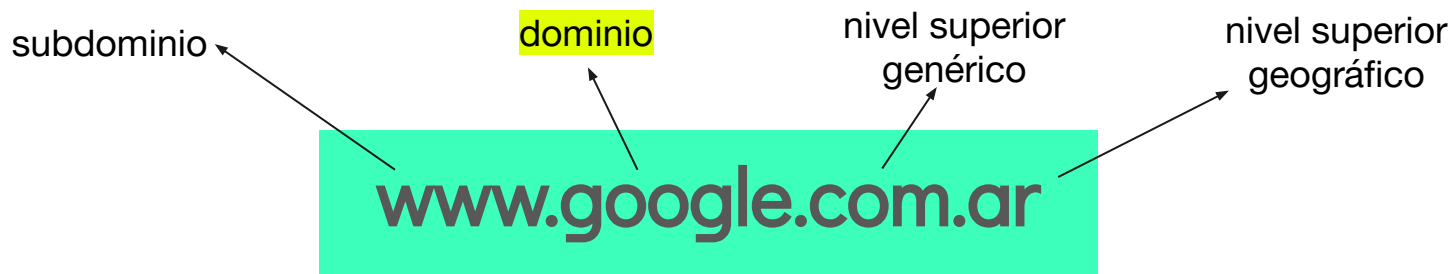 subdominio
dominio
nivel superior
genérico
nivel superior
geográfico
www.google.com.ar